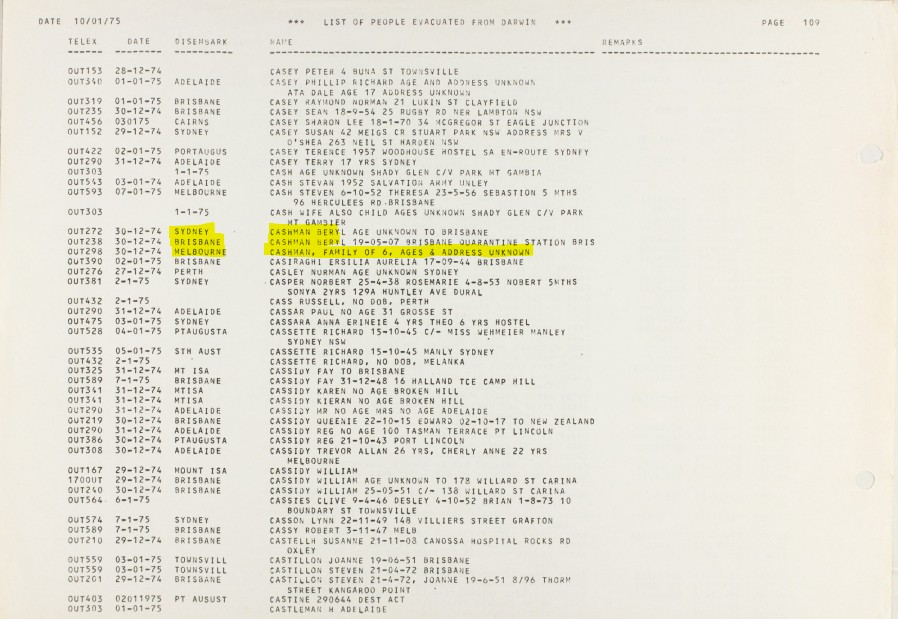 DATE 10/01/75 *** LIST OF PEOPLE EVACUATED FROM DARWIN *** PAGE 109
TELEX DATE DISEMBARK NAME REMARKS
OUT153 28-12-74 CASEY PETER 4 BUNA ST TOWNSVILLE
OUT340 01-01-75 ADELAIDE CASEY PHILLIP RICHARD AGE AND ADDRESS UNKNOWN
ATA DALE AGE 17 ADDRESS UNKNOWN
OUT319 01-01-75 BRISBANE CASEY RAYMOND NORMAN 21 LUKIN ST CLAYFIELD
OUT235 30-12-74 BRISBANE CASEY SEAN 18-9-54 25 RUGBY RD NER LAMBTON NSW
OUT456 030175 CAIRNS CASEY SHARON LEE 18-1-70 34 MCGREGOR ST EAGLE JUNCTION
OUT152 29-12-74 SYDNEY CASEY SUSAN 42 MEIGS CR STUART PARK NSW ADDRESS MRS V
O'SHEA 263 NEIL ST HARDEN NSW
OUT422 02-01-75 PORTAUGUS CASEY TERENCE 1957 WOODHOUSE HOSTEL SA EN-ROUTE SYDNEY
OUT290 31-12-74 ADELAIDE CASEY TERRY 17 YRS SYDNEY
OUT303 1-1-75 CASH AGE UNKNOWN SHADY GLEN C/V PARK MT GAMBIA
OUT543 03-01-74 ADELAIDE CASH STEVAN 1952 SALVATION ARMY UNLEY
OUT593 07-01-75 MELBOURNE CASH STEVEN 6-10-52 THERESA 23-5-56 SEBASTION 5 MTHS
96 HERCULEES RD BRISBANE
OUT303 1-1-75 CASH WIFE ALSO CHILD AGES UNKNOWN SHADY GLEN C/V PARK
MT GAMBIER
OUT272 30-12-74 SYDNEY CASHMAN BERYL AGE UNKNOWN TO BRISBANE
OUT238 30-12-74 BRISBANE CASHMAN BERYL 19-05-07 BRISBANE QUARANTINE STATION BRIS
OUT298 30-12-74 MELBOURNE CASHMAN, FAMILY OF 6, AGES & ADDRESS UNKNOWN
OUT390 02-01-75 BRISBANE CASIRAGHI ERSILIA AURELIA 17-09-44 BRISBANE
OUT276 27-12-74 PERTH CASLEY NORMAN AGE UNKNOWN SYDNEY
OUT381 2-1-75 SYDNEY CASPER NORBERT 25-4-38 ROSEMARIE 4-8-53 NOBERT 5MTHS
SONYA 2YRS 129A HUNTLEY AVE DURAL
OUT432 2-1-75 CASS RUSSELL, NO DOB, PERTH
OUT290 31-12-74 ADELAIDE CASSAR PAUL NO AGE 31 GROSSE ST
OUT475 03-01-75 SYDNEY CASSARA ANNA ERINEIE 4 YRS THEO 6 YRS HOSTEL
OUT528 04-01-75 PTAUGUSTA CASSETTE RICHARD 15-10-45 C/- MISS WEHMEIER MANLEY
SYDNEY NSW
OUT535 05-01-75 STH AUST CASSETTE RICHARD 15-10-45 MANLY SYDNEY
OUT432 2-1-75 CASSETTE RICHARD, NO DOB, MELANKA
OUT325 31-12-74 MT ISA CASSIDY FAY TO BRISBANE
OUT589 7-1-75 BRISBANE CASSIDY FAY 31-12-48 16 HALLAND TCE CAMP HILL
OUT341 31-12-74 MTISA CASSIDY KAREN NO AGE BROKEN HILL
OUT341 31-12-74 MTISA CASSIDY KIERAN NO AGE BROKEN HILL
OUT290 31-12-74 ADELAIDE CASSIDY MR NO AGE MRS NO AGE ADELAIDE
OUT219 30-12-74 BRISBANE CASSIDY QUEENIE 22-10-15 EDWARD 02-10-17 TO NEW ZEALAND
OUT290 31-12-74 ADELAIDE CASSIDY REG NO AGE 100 TASMAN TERRACE PT LINCOLN
OUT386 30-12-74 PTAUGUSTA CASSIDY REG 21-10-43 PORT LINCOLN
OUT308 30-12-74 ADELAIDE CASSIDY TREVOR ALLAN 26 YRS, CHERLY ANNE 22 YRS
MELBOURNE
OUT167 29-12-74 MOUNT ISA CASSIDY WILLIAM
170OUT 29-12-74 BRISBANE CASSIDY WILLIAM AGE UNKNOWN TO 178 WILLARD ST CARINA
OUT240 30-12-74 BRISBANE CASSIDY WILLIAM 25-05-51 C/- 138 WILLARD ST CARINA
OUT564 6-1-75 CASSIES CLIVE 9-4-46 DESLEY 4-10-52 BRIAN 1-8-73 10
BOUNDARY ST TOWNSVILLE
OUT574 7-1-75 SYDNEY CASSON LYNN 22-11-49 148 VILLIERS STREET GRAFTON
OUT589 7-1-75 BRISBANE CASSY ROBERT 3-11-47 MELB
OUT210 29-12-74 BRISBANE CASTELLH SUSANNE 21-11-08 CANOSSA HOSPITAL ROCKS RD
OXLEY
OUT559 03-01-75 TOWNSVILL CASTILLON JOANNE 19-06-51 BRISBANE
OUT559 03-01-75 TOWNSVILL CASTILLON STEVEN 21-04-72 BRISBANE
OUT201 29-12-74 BRISBANE CASTILLON STEVEN 21-4-72, JOANNE 19-6-51 8/96 THORM
STREET KANGAROO POINT
OUT403 02011975 PT AUSUST CASTINE 290644 DEST ACT
OUT303 01-01-75 CASTLEMAN H ADELAIDE